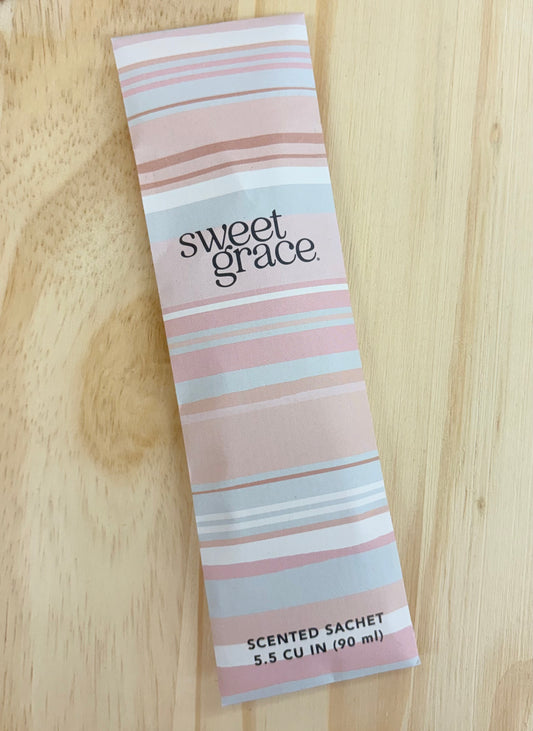 sweet
grace®
SCENTED SACHET
5.5 CU IN (90 ml)